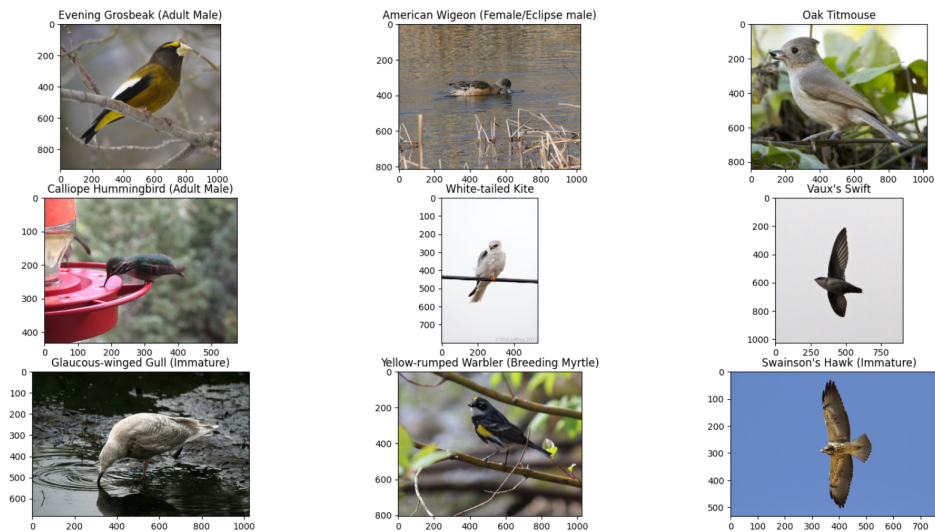 Evening Grosbeak (Adult Male)
American Wigeon (Female/Eclipse male)
Oak Titmouse
0
200
400
600
800
0 200 400 600 800 1000
0
200
400
600
800
0 200 400 600 800 1000
0
200
400
600
800
0 200 400 600 800 1000
Calliope Hummingbird (Adult Male)
White-tailed Kite
Vaux's Swift
0
100
200
300
400
0 100 200 300 400 500
0
100
200
300
400
500
600
700
0 200 400
0
200
400
600
800
1000
0 250 500 750
Glaucous-winged Gull (Immature)
Yellow-rumped Warbler (Breeding Myrtle)
Swainson's Hawk (Immature)
0
100
200
300
400
500
600
0 200 400 600 800 1000
0
200
400
600
800
0 200 400 600 800 1000
0
100
200
300
400
500
0 100 200 300 400 500 600 700